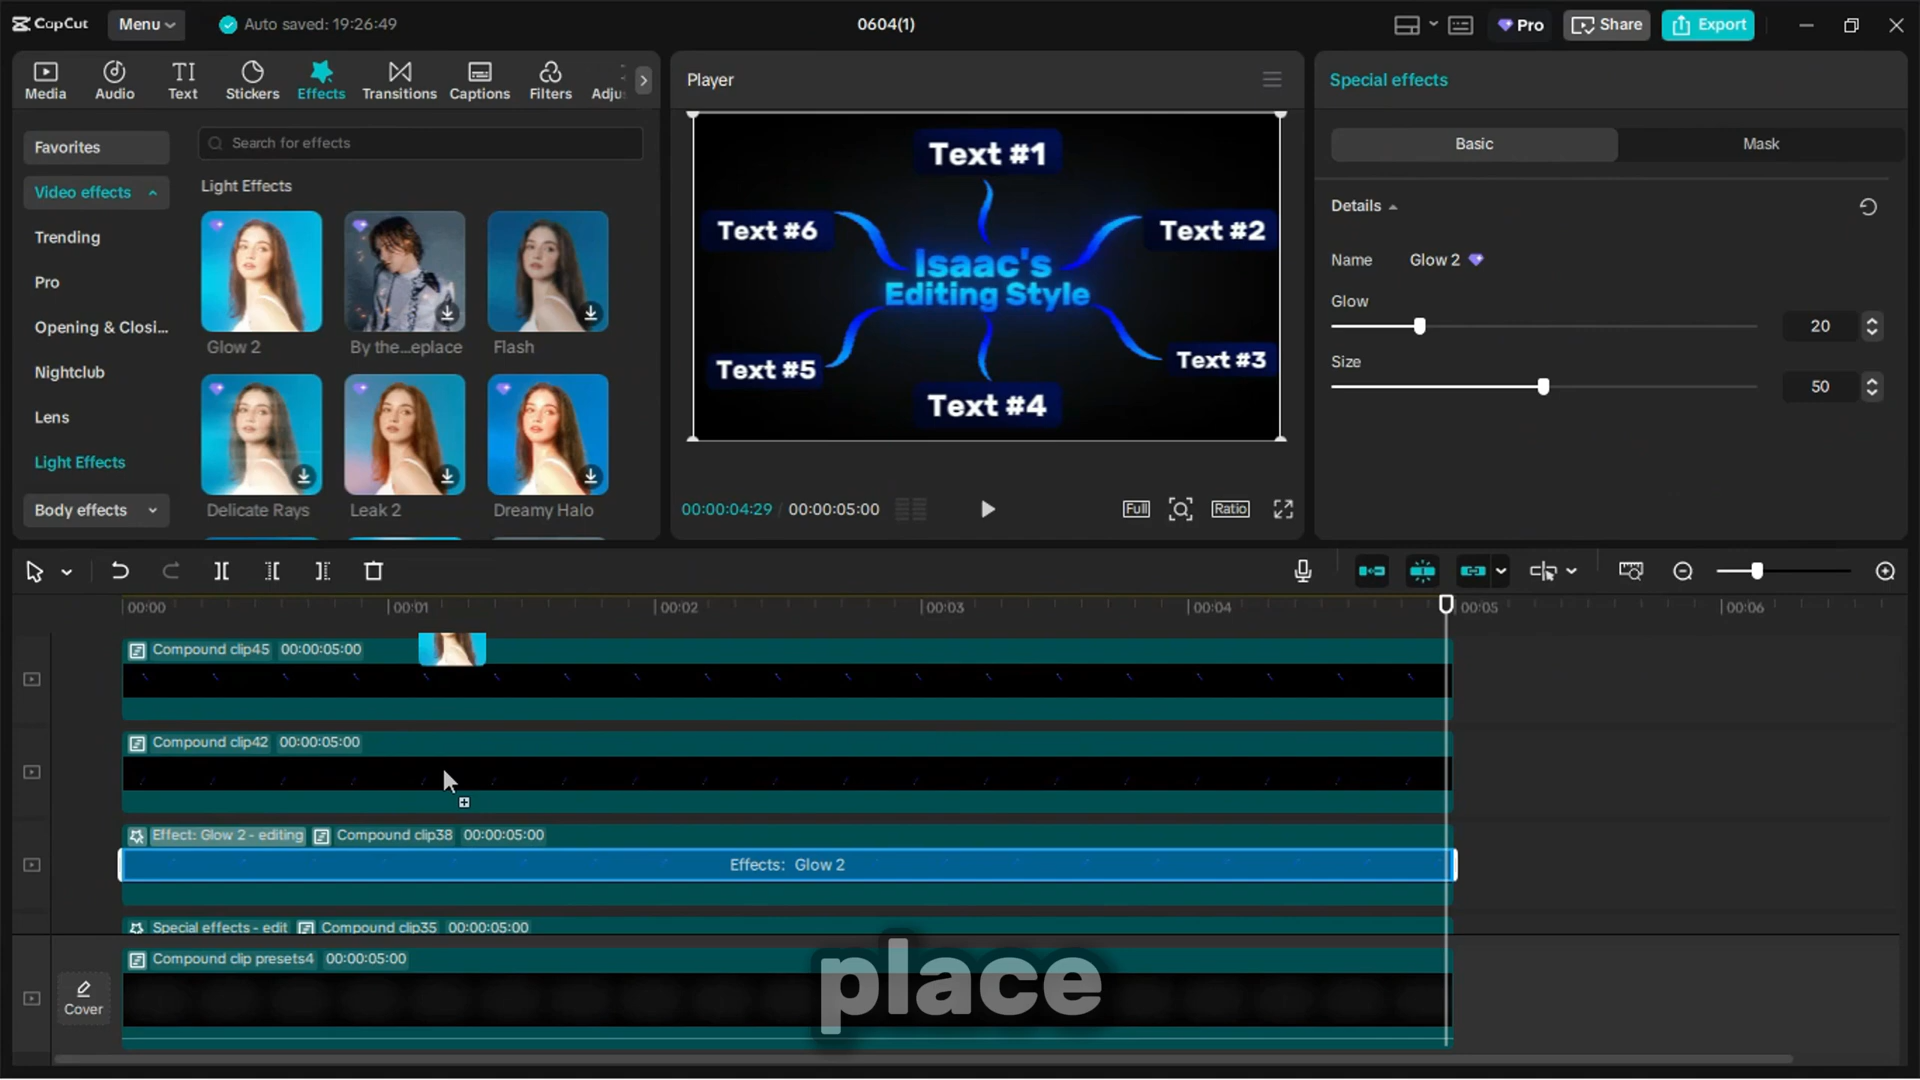 CapCut
Menu
Auto saved: 19:26:49
0604(1)
Pro
Share
Export
Media
Audio
Text
Stickers
Effects
Transitions
Captions
Filters
Adju
Player
Special effects
Favorites
Search for effects
Basic
Mask
Video effects
Light Effects
Details
Trending
Pro
Opening & Closi...
Nightclub
Lens
Light Effects
Body effects
Glow 2
By the...eplace
Flash
Delicate Rays
Leak 2
Dreamy Halo
Text #1
Text #6
Text #2
Isaac's
Editing Style
Text #5
Text #3
Text #4
Name
Glow 2
Glow
20
Size
50
00:00:04:29 / 00:00:05:00
Full
Ratio
00:00
00:01
00:02
00:03
00:04
00:05
00:06
Compound clip45 00:00:05:00
Compound clip42 00:00:05:00
Effect: Glow 2 - editing Compound clip38 00:00:05:00
Effects: Glow 2
Special effects - edit Compound clip35 00:00:05:00
Compound clip presets4 00:00:05:00
Cover
place